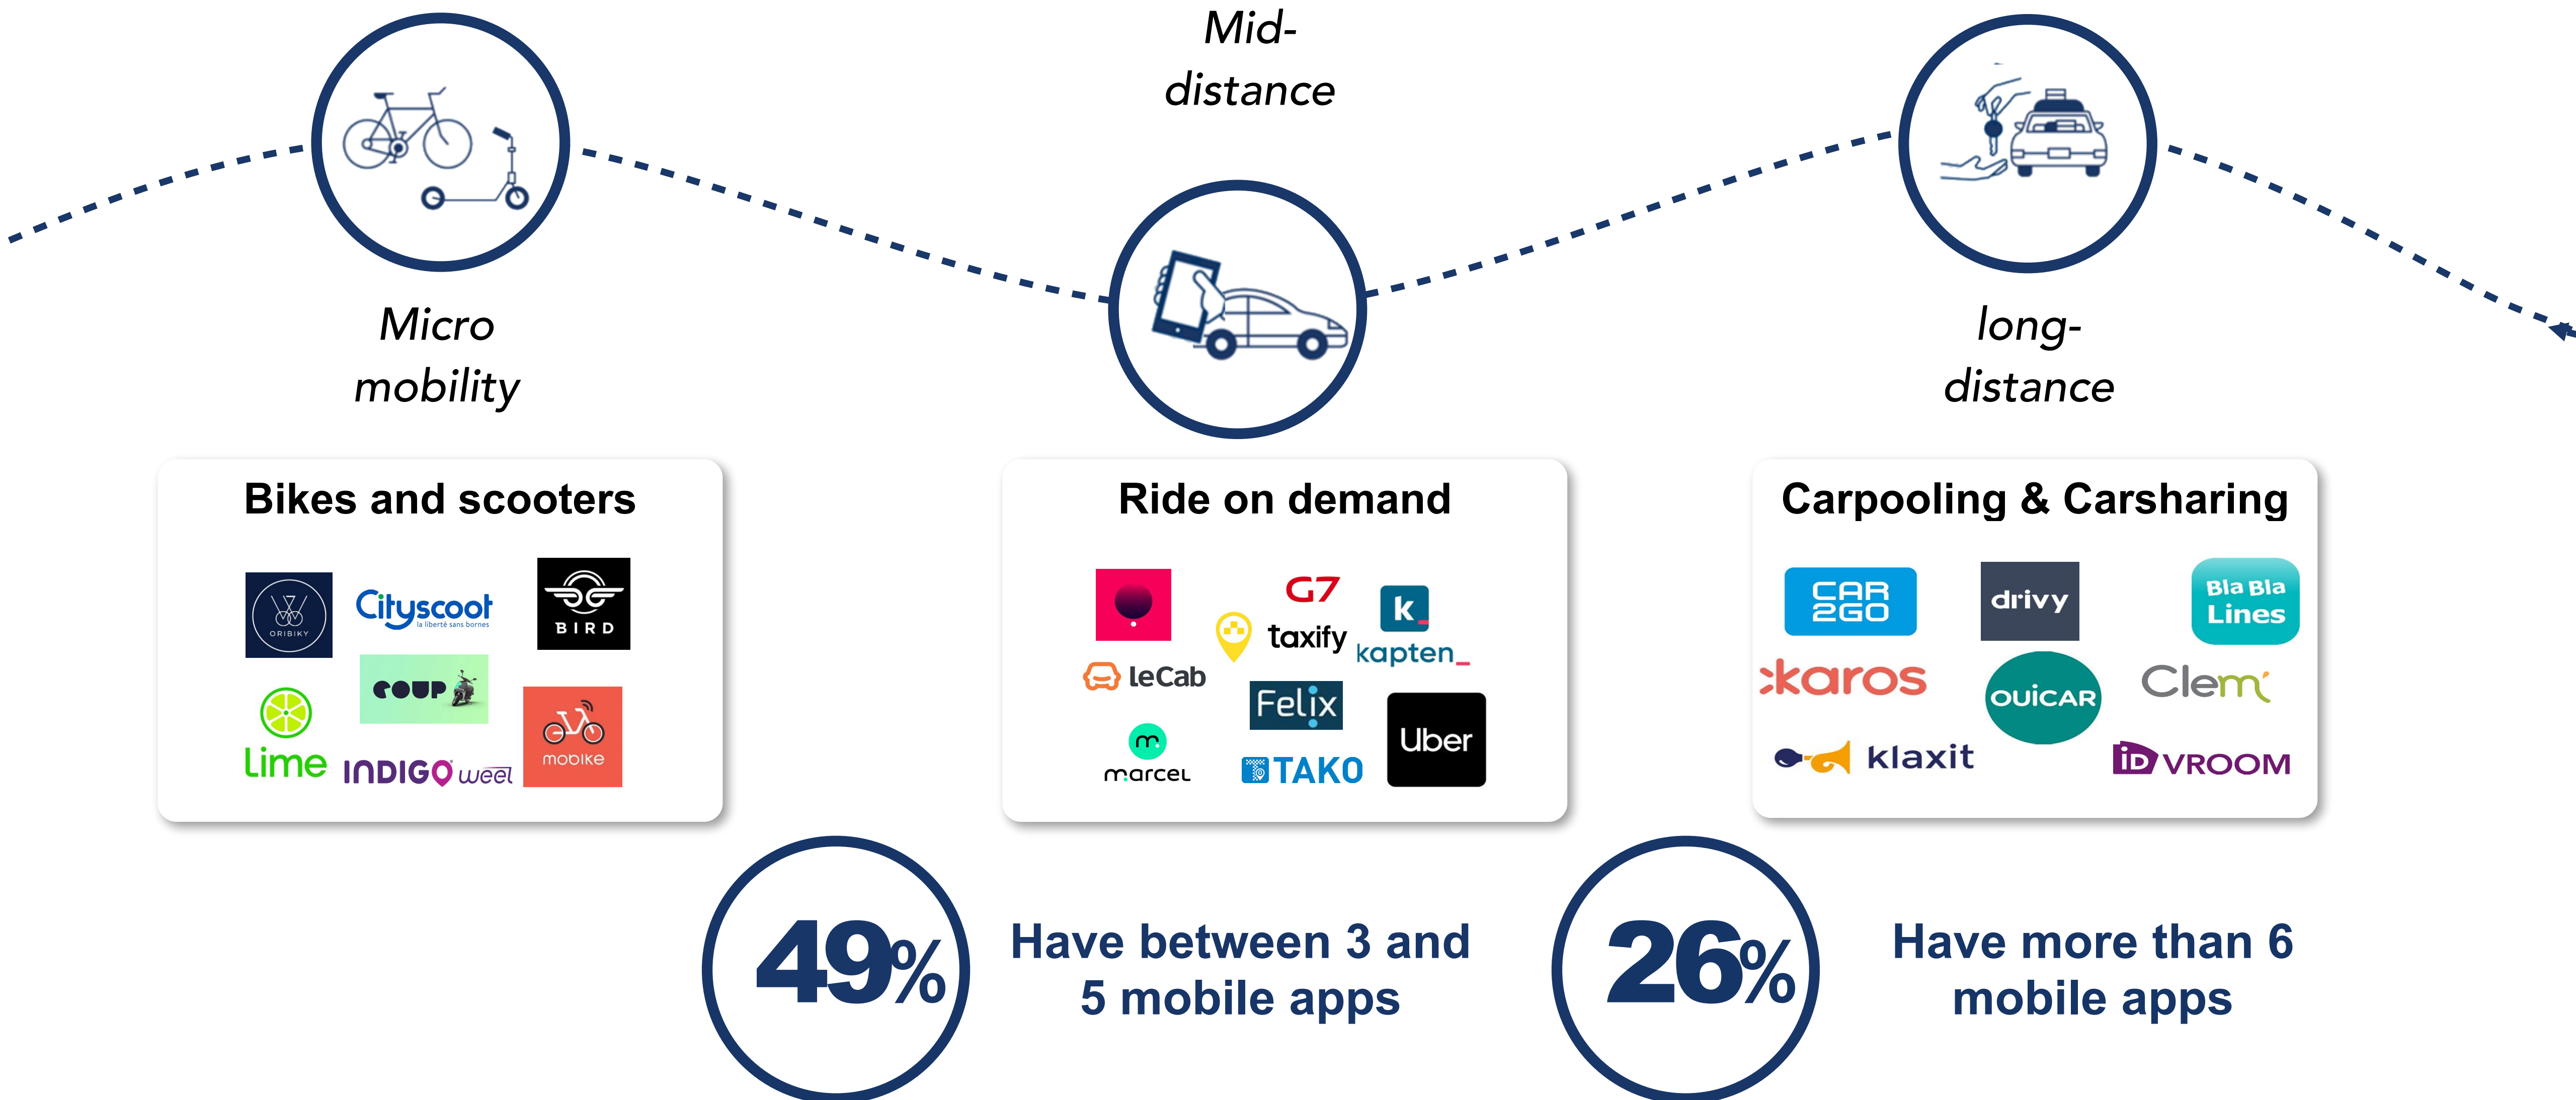 Mid-
distance
Micro
mobility
long-
distance
Bikes and scooters
ORIBIKY
Cityscoot
la liberté sans bornes
BIRD
COUP
Lime
INDIGO weel
mobike
Ride on demand
G7
taxify
k_
kapten_
leCab
Felix
Uber
m.
marcel
TAKO
Carpooling & Carsharing
CAR
2GO
drivy
Bla Bla
Lines
karos
OUiCAR
Clem'
klaxit
iD VROOM
49%
Have between 3 and
5 mobile apps
26%
Have more than 6
mobile apps